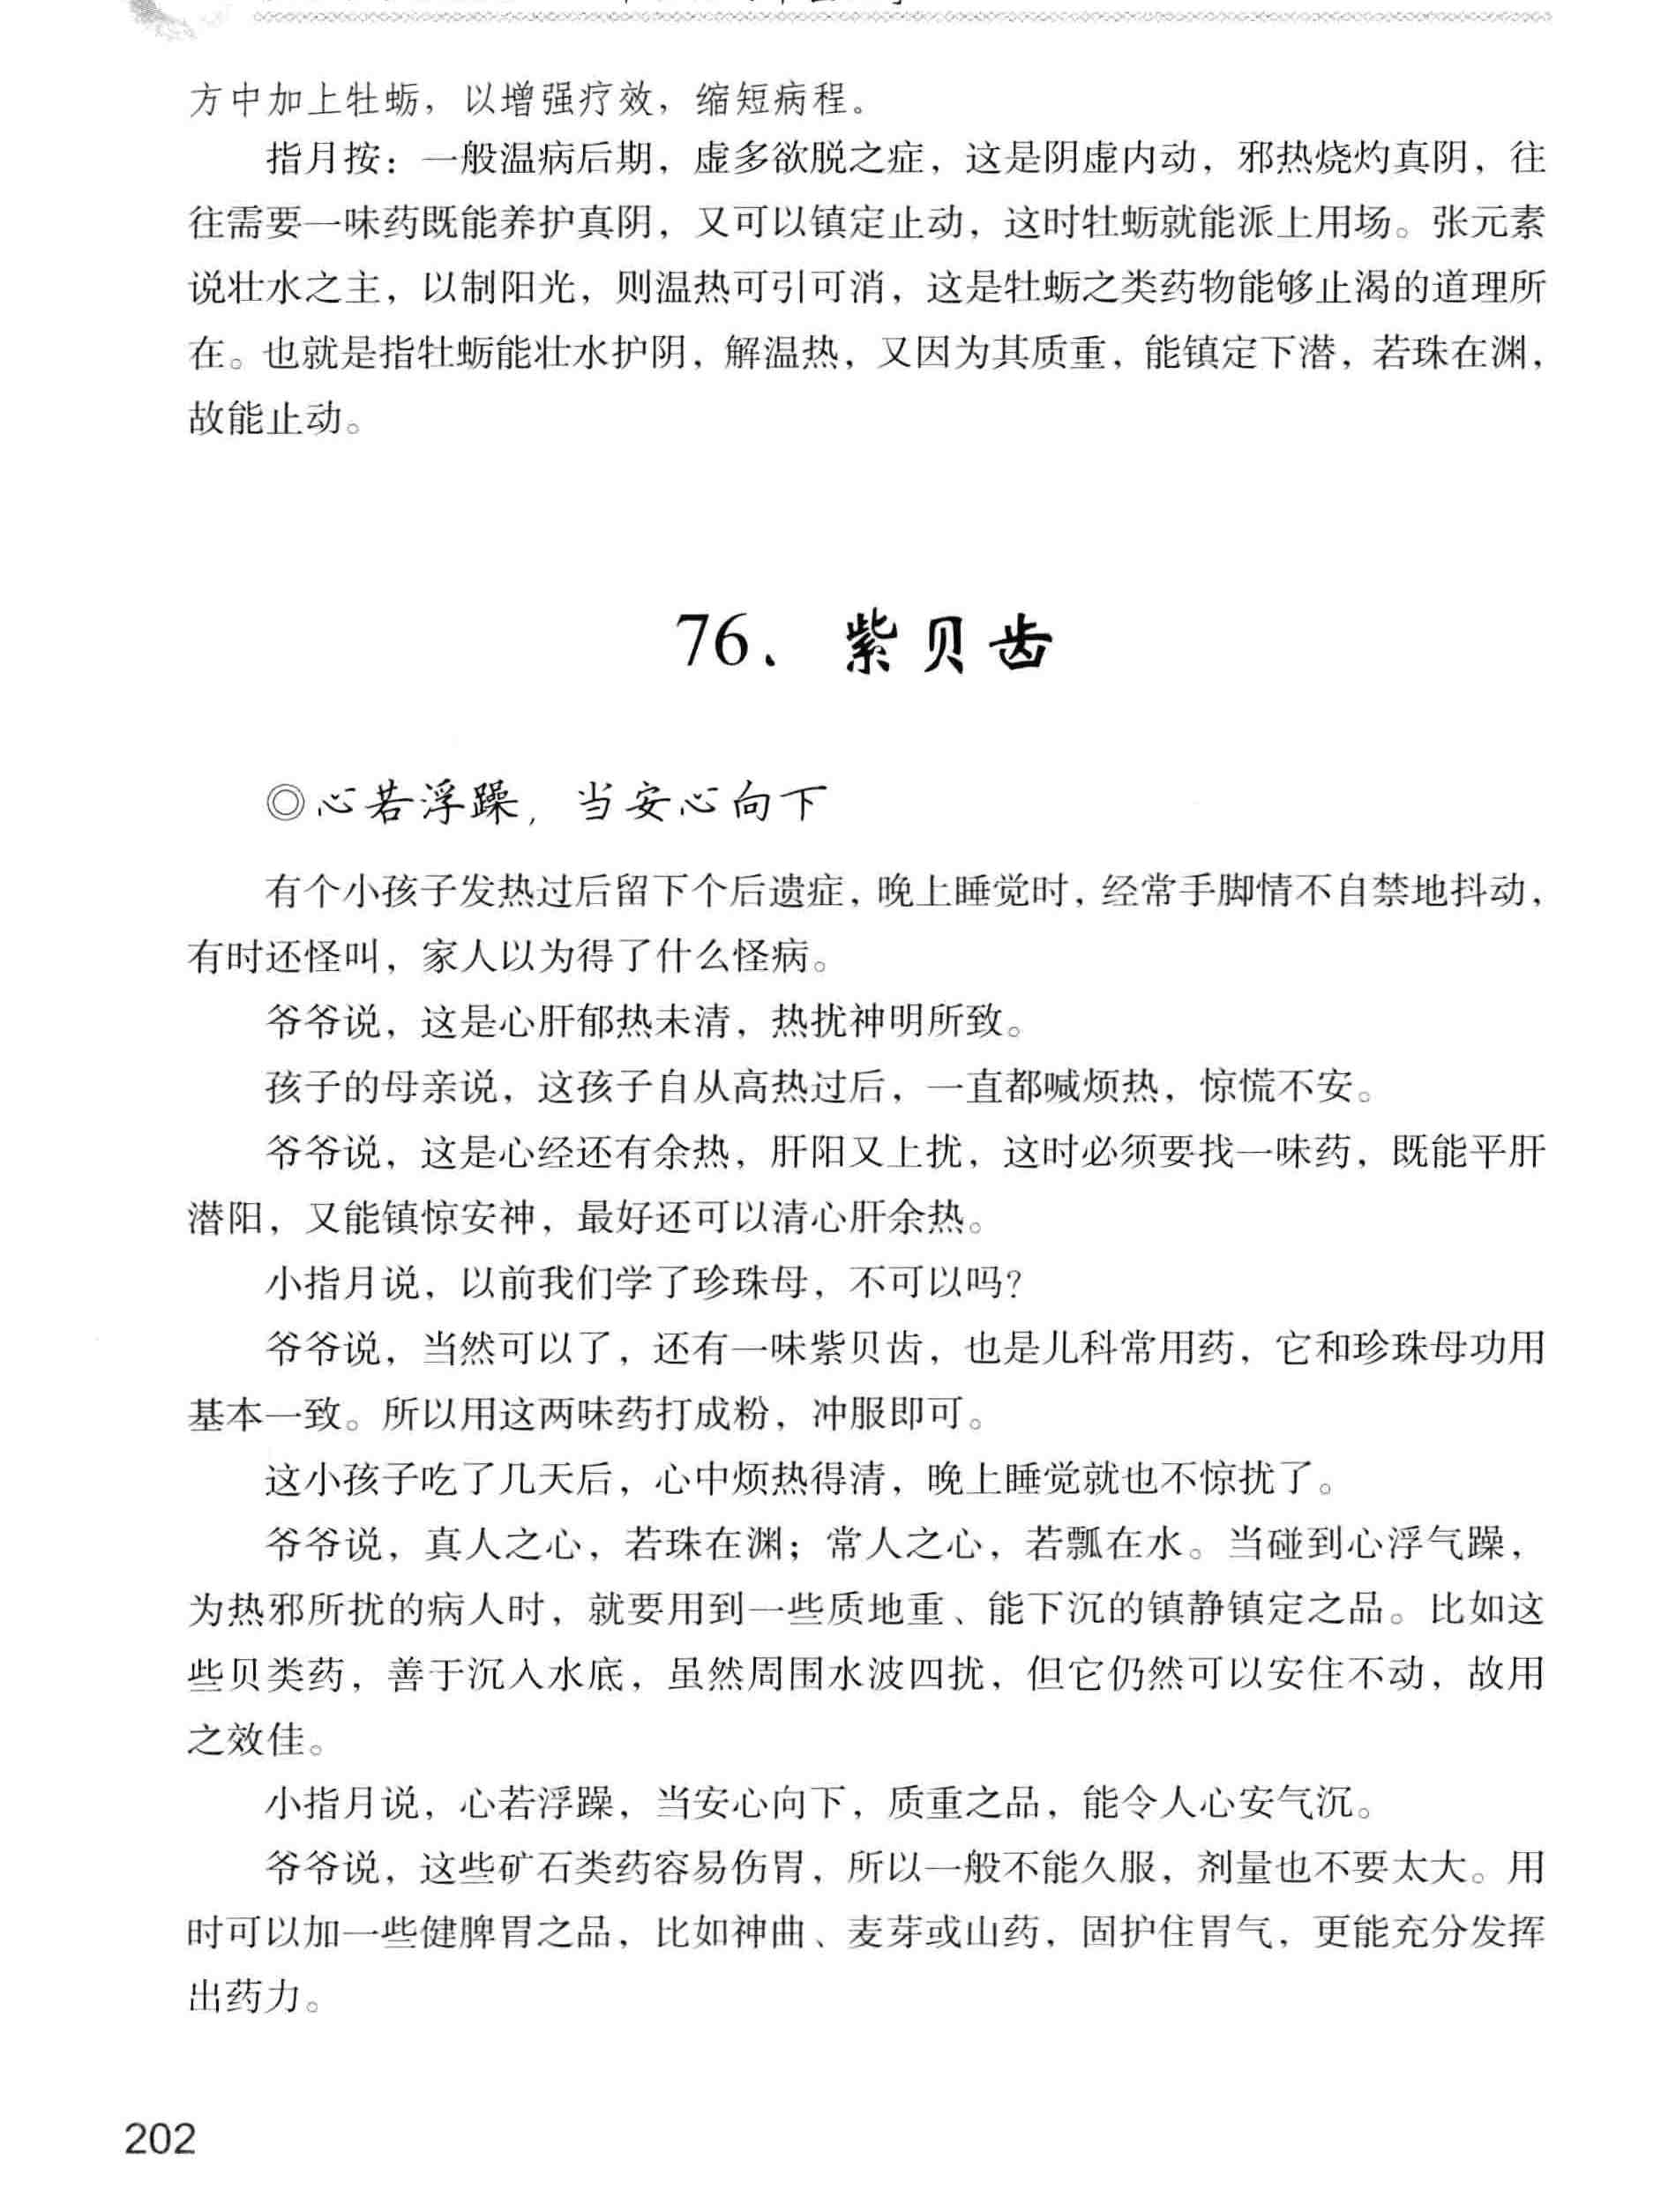 方中加上牡蛎，以增强疗效，缩短病程。
指月按：一般温病后期，虚多欲脱之症，这是阴虚内动，邪热烧灼真阴，往
往需要一味药既能养护真阴，又可以镇定止动，这时牡蛎就能派上用场。张元素
说壮水之主，以制阳光，则温热可引可消，这是牡蛎之类药物能够止渴的道理所
在。也就是指牡蛎能壮水护阴，解温热，又因为其质重，能镇定下潜，若珠在渊，
故能止动。
76、紫贝齿
◎心若浮躁，当安心向下
有个小孩子发热过后留下个后遗症，晚上睡觉时，经常手脚情不自禁地抖动，
有时还怪叫，家人以为得了什么怪病。
爷爷说，这是心肝郁热未清，热扰神明所致。
孩子的母亲说，这孩子自从高热过后，一直都喊烦热，惊慌不安。
爷爷说，这是心经还有余热，肝阳又上扰，这时必须要找一味药，既能平肝
潜阳，又能镇惊安神，最好还可以清心肝余热。
小指月说，以前我们学了珍珠母，不可以吗？
爷爷说，当然可以了，还有一味紫贝齿，也是儿科常用药，它和珍珠母功用
基本一致。所以用这两味药打成粉，冲服即可。
这小孩子吃了几天后，心中烦热得清，晚上睡觉就也不惊扰了。
爷爷说，真人之心，若珠在渊；常人之心，若瓢在水。当碰到心浮气躁，
为热邪所扰的病人时，就要用到一些质地重、能下沉的镇静镇定之品。比如这
些贝类药，善于沉入水底，虽然周围水波四扰，但它仍然可以安住不动，故用
之效佳。
小指月说，心若浮躁，当安心向下，质重之品，能令人心安气沉。
爷爷说，这些矿石类药容易伤胃，所以一般不能久服，剂量也不要太大。用
时可以加一些健脾胃之品，比如神曲、麦芽或山药，固护住胃气，更能充分发挥
出药力。
202